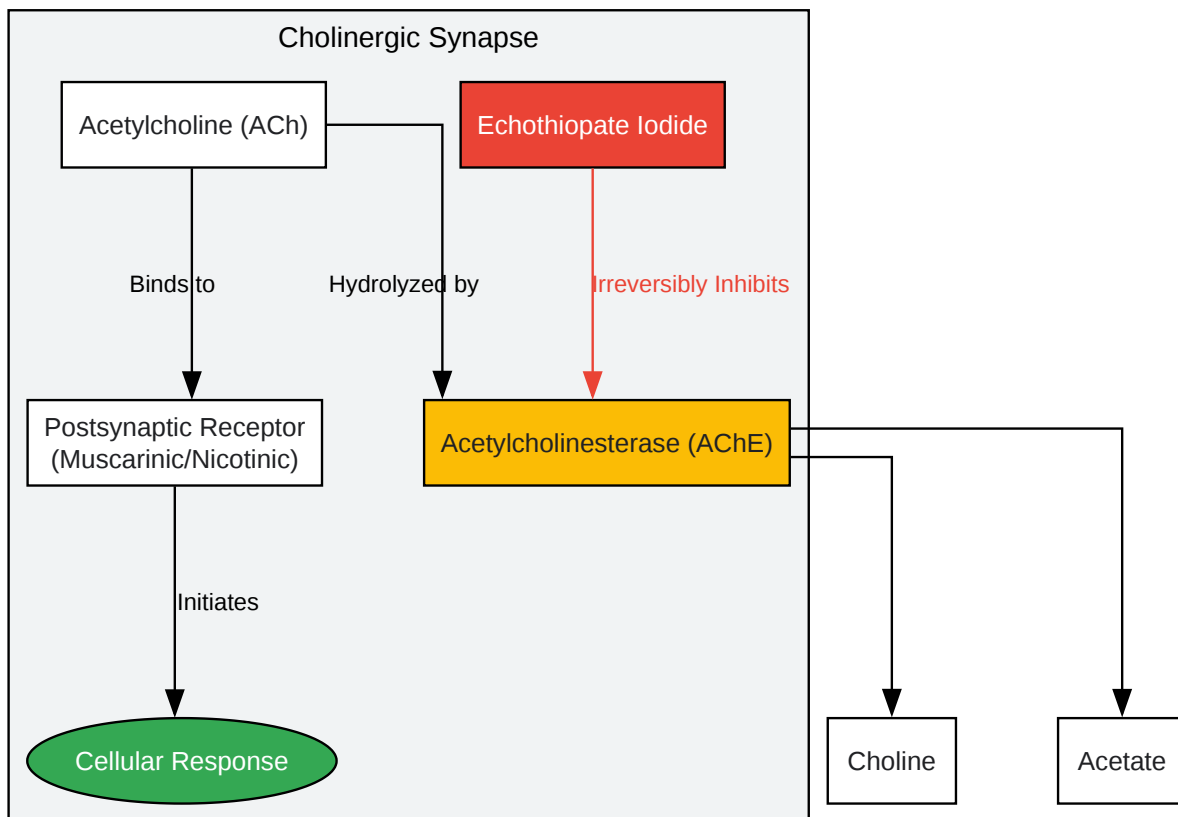 Cholinergic Synapse
Acetylcholine (ACh)
Echothiopate Iodide
Binds to
Hydrolyzed by
Irreversibly Inhibits
Postsynaptic Receptor
(Muscarinic/Nicotinic)
Acetylcholinesterase (AChE)
Initiates
Cellular Response
Choline
Acetate